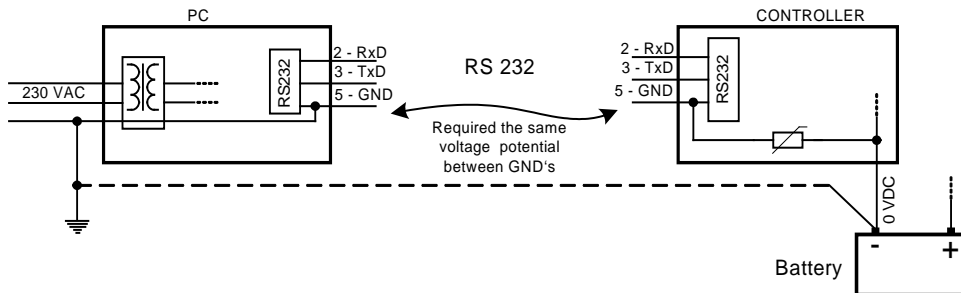 PC
230 VAC
RS232
2 - RxD
3 - TxD
5 - GND
RS 232
Required the same
voltage potential
between GND's
CONTROLLER
2 - RxD
3 - TxD
5 - GND
RS232
0 VDC
- +
Battery